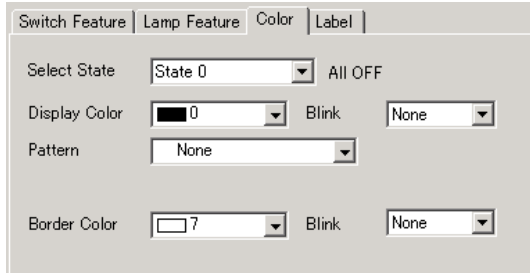 Switch Feature Lamp Feature Color Label
Select State State 0 All OFF
Display Color 0 Blink None
Pattern None
Border Color 7 Blink None